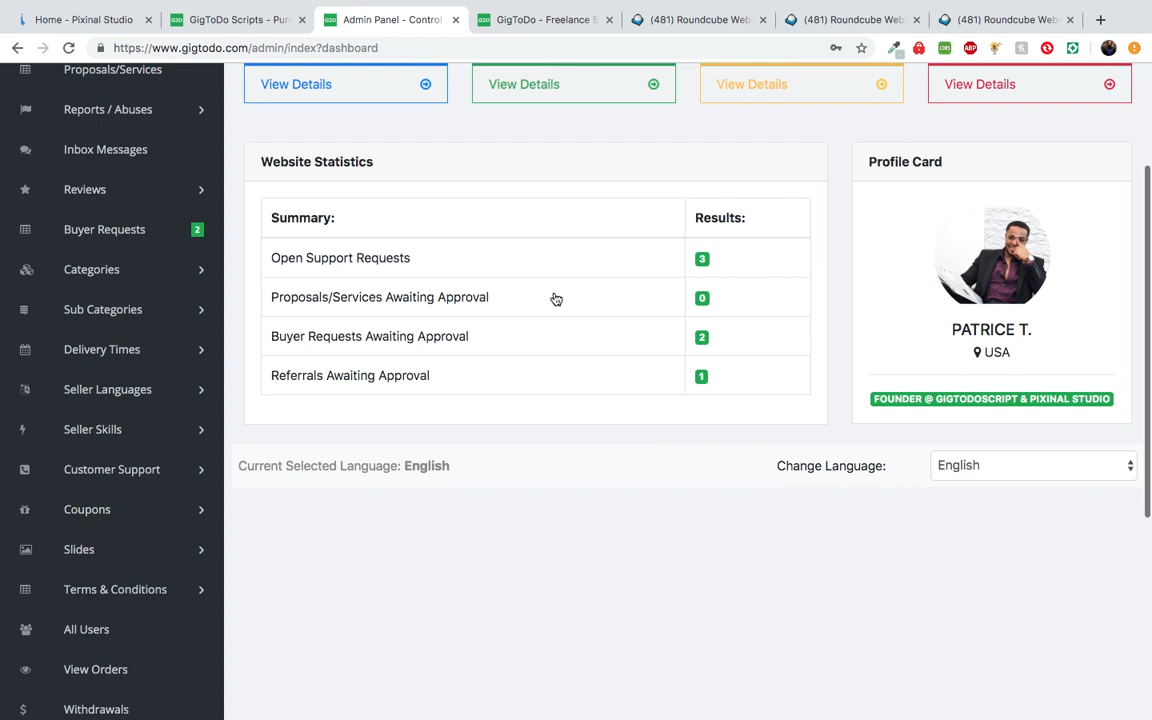 Home - Pixinal Studio
GigToDo Scripts - Pur
Admin Panel - Control
GigToDo - Freelance S
(481) Roundcube Web
(481) Roundcube Web
(481) Roundcube Web
https://www.gigtodo.com/admin/index?dashboard
Proposals/Services
Reports / Abuses
Inbox Messages
Reviews
Buyer Requests 2
Categories
Sub Categories
Delivery Times
Seller Languages
Seller Skills
Customer Support
Coupons
Slides
Terms & Conditions
All Users
View Orders
Withdrawals
View Details
View Details
View Details
View Details
Website Statistics
Summary: Results:
Open Support Requests 3
Proposals/Services Awaiting Approval 0
Buyer Requests Awaiting Approval 2
Referrals Awaiting Approval 1
Profile Card
PATRICE T.
USA
FOUNDER @ GIGTODOSCRIPT & PIXINAL STUDIO
Current Selected Language: English
Change Language: English